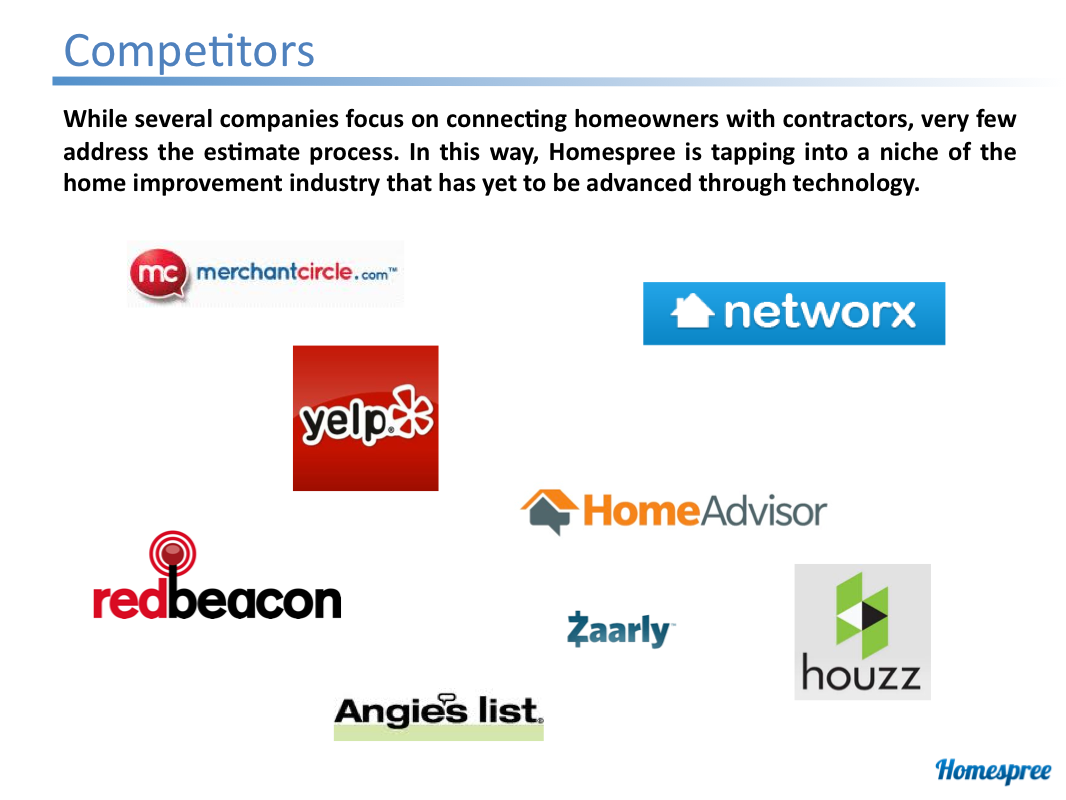 Competitors
While several companies focus on connecting homeowners with contractors, very few
address the estimate process. In this way, Homespree is tapping into a niche of the
home improvement industry that has yet to be advanced through technology.
mc merchantcircle.com™
networx
yelp®
HomeAdvisor
redbeacon
Zaarly™
houzz
Angie's list®
Homespree